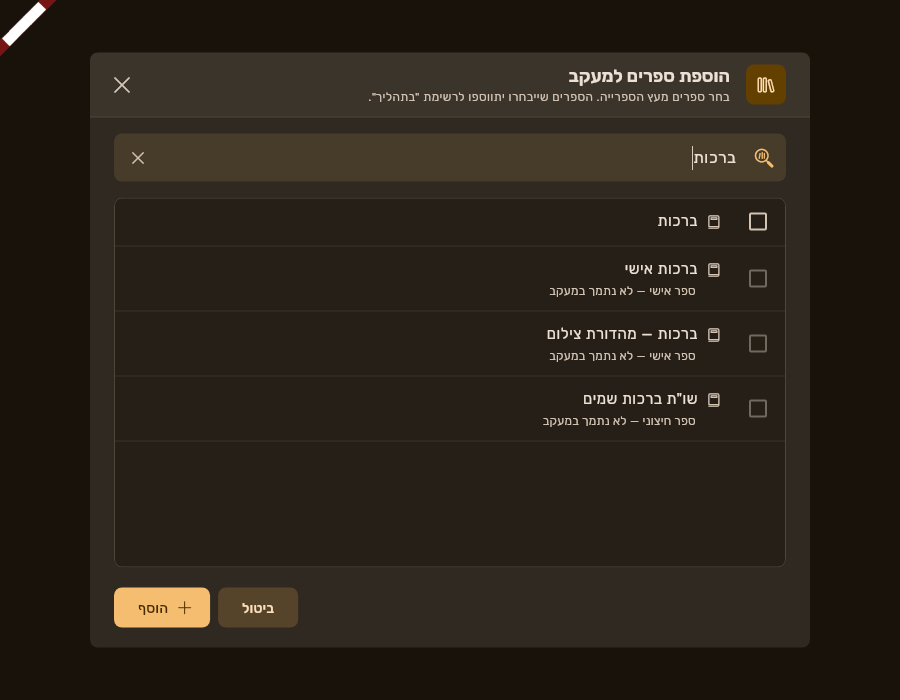 הוספת ספרים למעקב
בחר ספרים מעץ הספרייה. הספרים שייבחרו יתווספו לרשימת "בתהליך".
ברכות
ברכות
ברכות אישי
ספר אישי – לא נתמך במעקב
ברכות – מהדורת צילום
ספר אישי – לא נתמך במעקב
שו"ת ברכות שמים
ספר חיצוני – לא נתמך במעקב
ביטול
הוסף